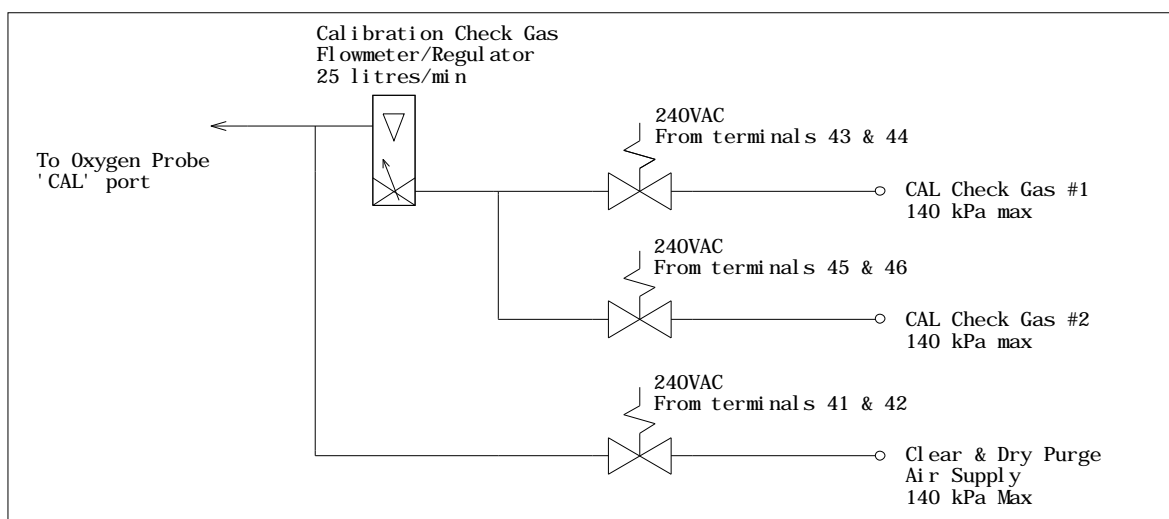 Calibration Check Gas
Flowmeter/Regulator
25 litres/min
240VAC
From terminals 43 & 44
To Oxygen Probe
'CAL' port
CAL Check Gas #1
140 kPa max
240VAC
From terminals 45 & 46
CAL Check Gas #2
140 kPa max
240VAC
From terminals 41 & 42
Clear & Dry Purge
Air Supply
140 kPa Max